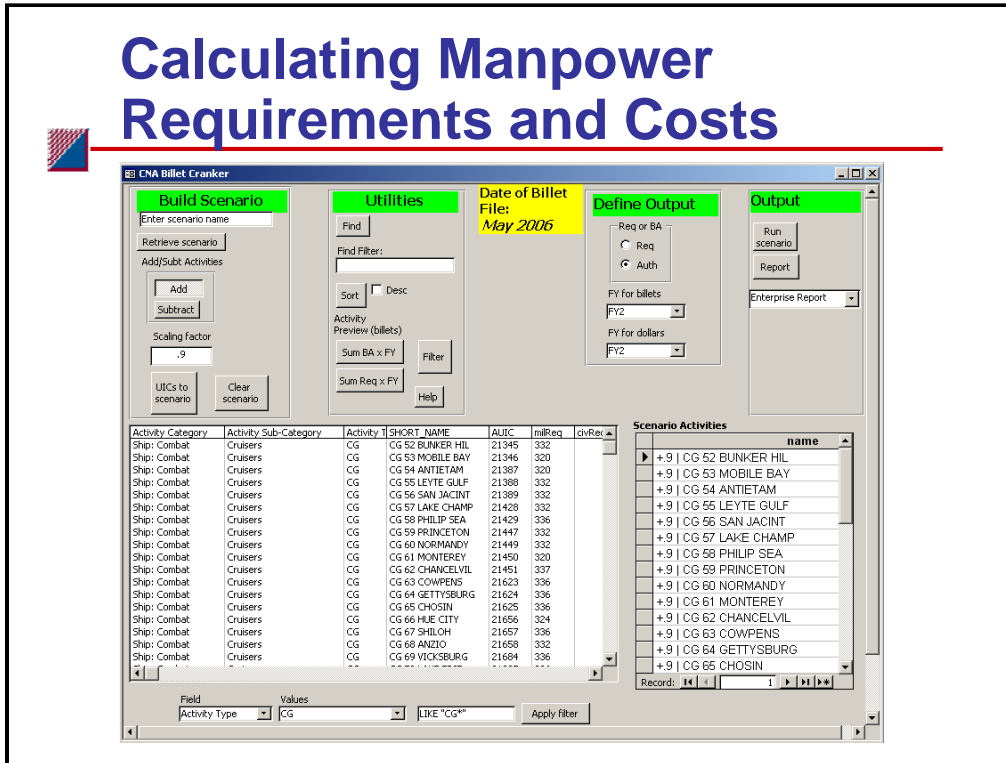 Calculating Manpower
Requirements and Costs
CNA Billet Cranker
Build Scenario
Enter scenario name
Retrieve scenario
Add/Subt Activities
Add
Subtract
Scaling factor
.9
UICs to
scenario
Clear
scenario
Utilities
Find
Find Filter:
Sort
Desc
Activity
Preview (billets)
Sum BA x FY
Filter
Sum Req x FY
Help
Date of Billet
File:
May 2006
Define Output
Req or BA
Req
Auth
FY for billets
FY2
FY for dollars
FY2
Output
Run
scenario
Report
Enterprise Report
Activity Category Activity Sub-Category Activity T SHORT_NAME AUIC milReq civRec
Ship: Combat Cruisers CG CG 52 BUNKER HIL 21345 332
Ship: Combat Cruisers CG CG 53 MOBILE BAY 21346 320
Ship: Combat Cruisers CG CG 54 ANTIETAM 21387 320
Ship: Combat Cruisers CG CG 55 LEYTE GULF 21388 332
Ship: Combat Cruisers CG CG 56 SAN JACINT 21389 332
Ship: Combat Cruisers CG CG 57 LAKE CHAMP 21428 332
Ship: Combat Cruisers CG CG 58 PHILIP SEA 21429 336
Ship: Combat Cruisers CG CG 59 PRINCETON 21447 332
Ship: Combat Cruisers CG CG 60 NORMANDY 21449 332
Ship: Combat Cruisers CG CG 61 MONTEREY 21450 320
Ship: Combat Cruisers CG CG 62 CHANCELVIL 21451 337
Ship: Combat Cruisers CG CG 63 COWPENS 21623 336
Ship: Combat Cruisers CG CG 64 GETTYSBURG 21624 336
Ship: Combat Cruisers CG CG 65 CHOSIN 21625 336
Ship: Combat Cruisers CG CG 66 HUE CITY 21656 324
Ship: Combat Cruisers CG CG 67 SHILOH 21657 336
Ship: Combat Cruisers CG CG 68 ANZIO 21658 332
Ship: Combat Cruisers CG CG 69 VICKSBURG 21684 336
Scenario Activities
name
+.9 | CG 52 BUNKER HIL
+.9 | CG 53 MOBILE BAY
+.9 | CG 54 ANTIETAM
+.9 | CG 55 LEYTE GULF
+.9 | CG 56 SAN JACINT
+.9 | CG 57 LAKE CHAMP
+.9 | CG 58 PHILIP SEA
+.9 | CG 59 PRINCETON
+.9 | CG 60 NORMANDY
+.9 | CG 61 MONTEREY
+.9 | CG 62 CHANCELVIL
+.9 | CG 63 COWPENS
+.9 | CG 64 GETTYSBURG
+.9 | CG 65 CHOSIN
Record: 1
Field Values
Activity Type CG LIKE "CG*" Apply filter